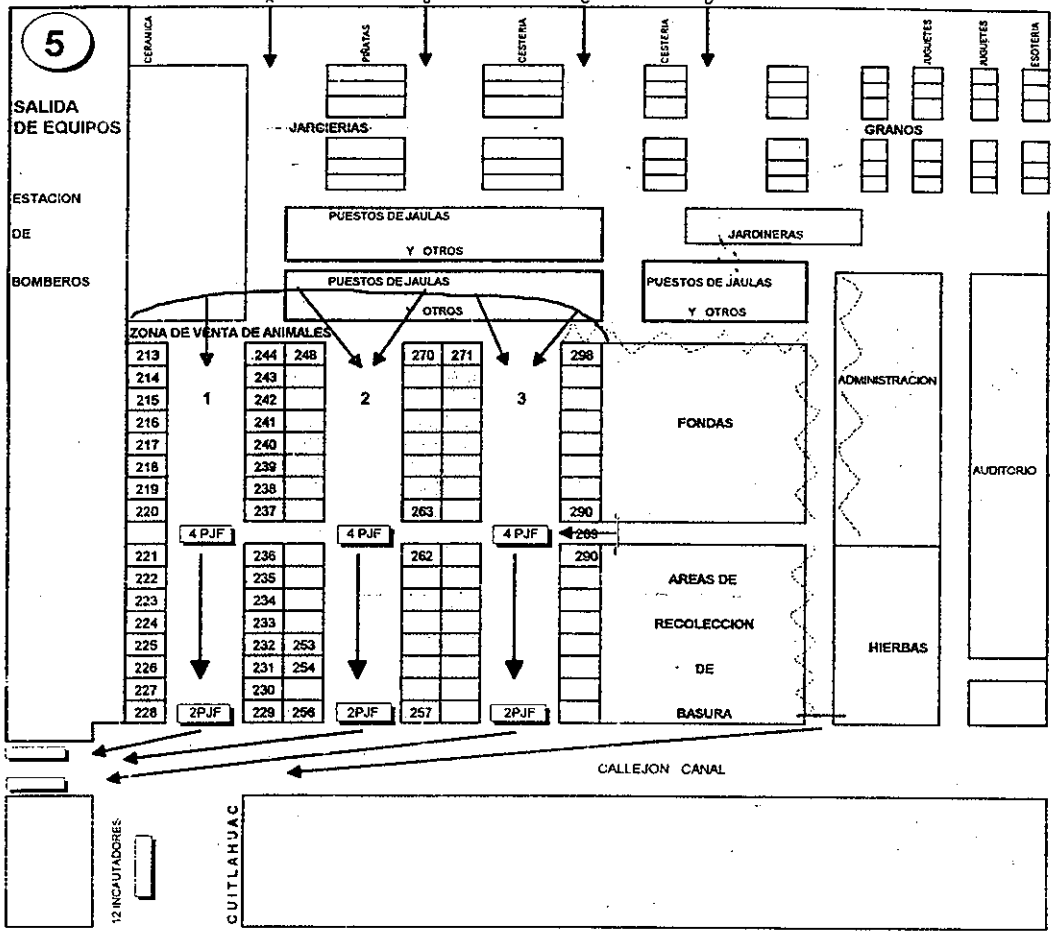 5
SALIDA
DE EQUIPOS
ESTACION
DE
BOMBEROS
CERAMICA
PIÑATAS
CESTERIA
CESTERIA
JUGUETES
JUGUETES
ESOTERIA
JARCIERIAS
GRANOS
PUESTOS DE JAULAS
Y OTROS
JARDINERAS
PUESTOS DE JAULAS
Y OTROS
PUESTOS DE JAULAS
Y OTROS
ZONA DE VENTA DE ANIMALES
213 244 248 270 271 298
214 243
215 1 242 2 3
216 241
217 240
218 239
219 238
220 237 263 290
4 PJF 4 PJF 4 PJF 289
221 236 262 290
222 235
223 234
224 233
225 232 253
226 231 254
227 230
228 2PJF 229 256 2PJF 257 2PJF
FONDAS
AREAS DE
RECOLECCION
DE
BASURA
ADMINISTRACION
HIERBAS
AUDITORIO
CALLEJON CANAL
12 INCAUTADORES
CUITLAHUAC